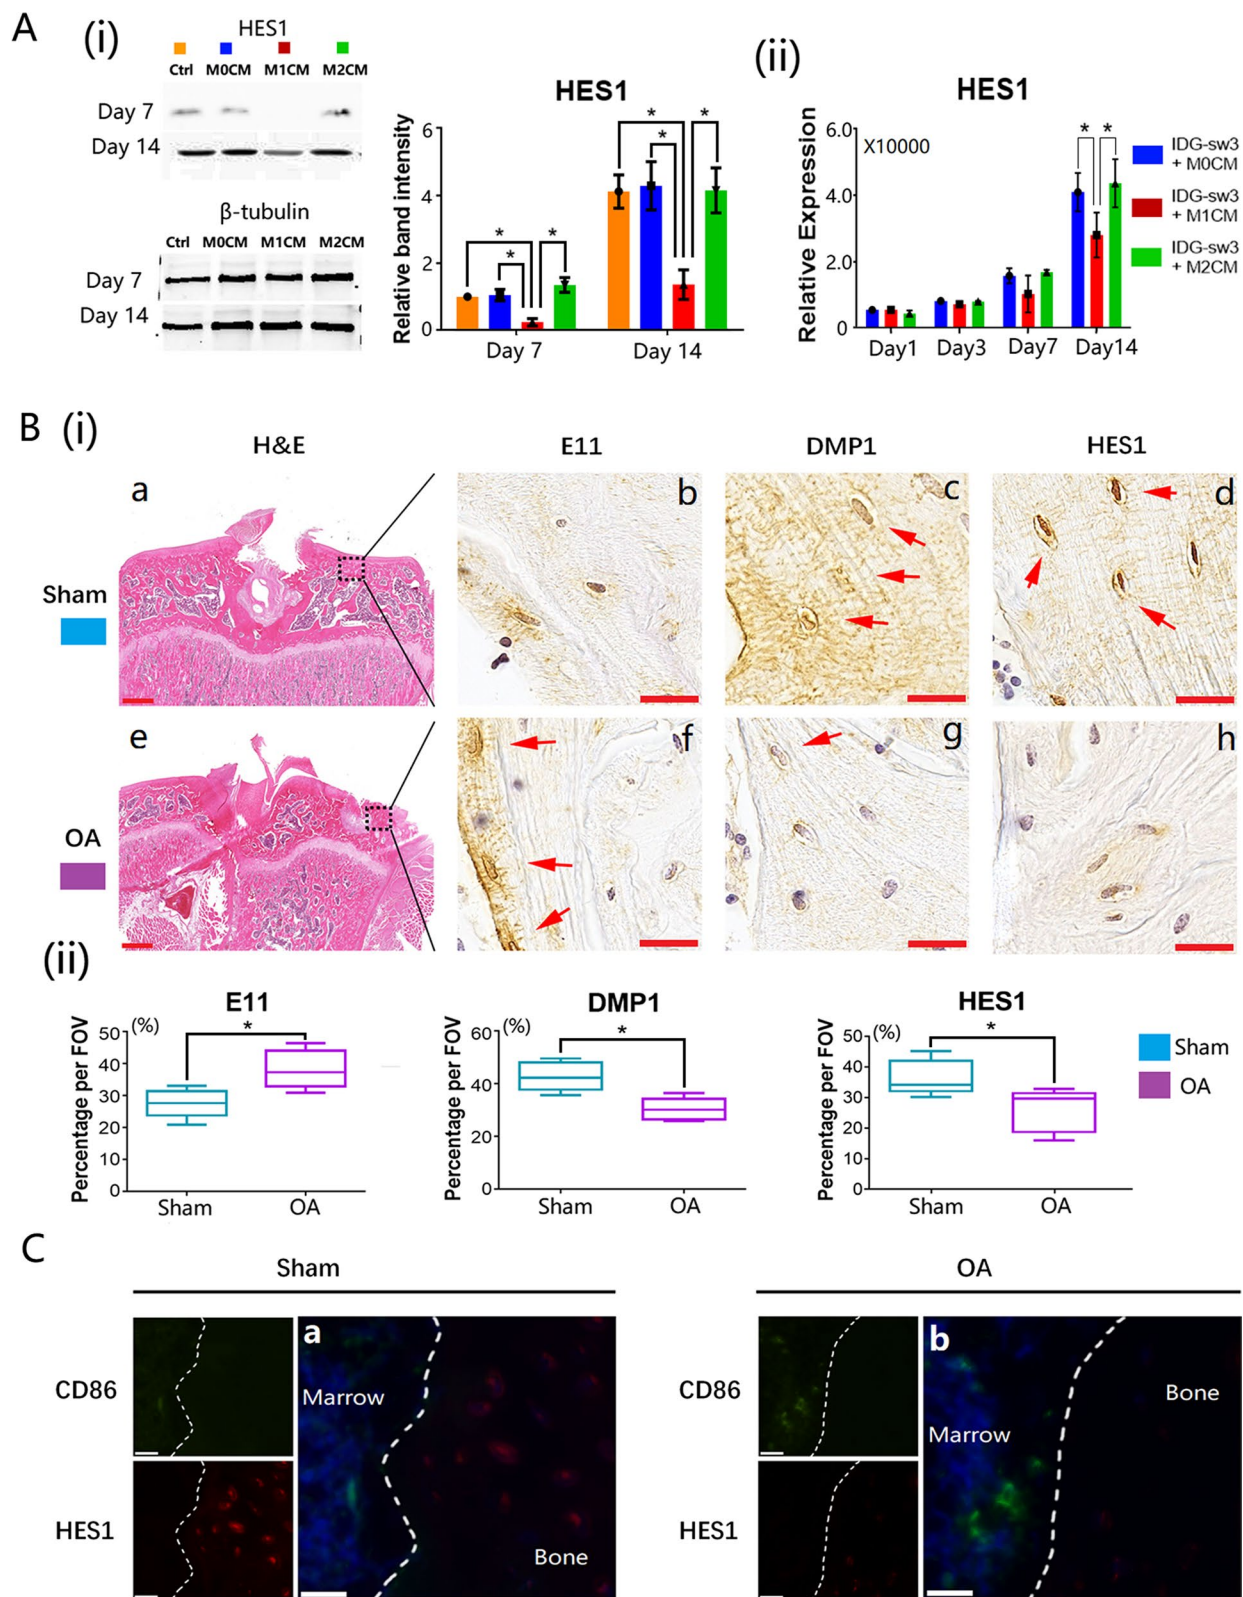 A
(i)
HES1
Ctrl M0CM M1CM M2CM
Day 7
Day 14
β-tubulin
Ctrl M0CM M1CM M2CM
Day 7
Day 14
HES1
Relative band intensity
6
4
2
0
* * *
* * *
Day 7 Day 14
(ii)
HES1
Relative Expression
X10000
6.0
4.0
2.0
0
* *
Day1 Day3 Day7 Day14
IDG-sw3
+ M0CM
IDG-sw3
+ M1CM
IDG-sw3
+ M2CM
B (i)
H&E E11 DMP1 HES1
Sham
a b c d
OA
e f g h
(ii)
E11
Percentage per FOV
(%)
50
40
30
20
10
0
*
Sham OA
DMP1
Percentage per FOV
(%)
60
40
20
0
*
Sham OA
HES1
Percentage per FOV
(%)
50
40
30
20
10
0
*
Sham OA
Sham
OA
C
Sham
CD86
HES1
a
Marrow
Bone
OA
CD86
HES1
b
Marrow
Bone